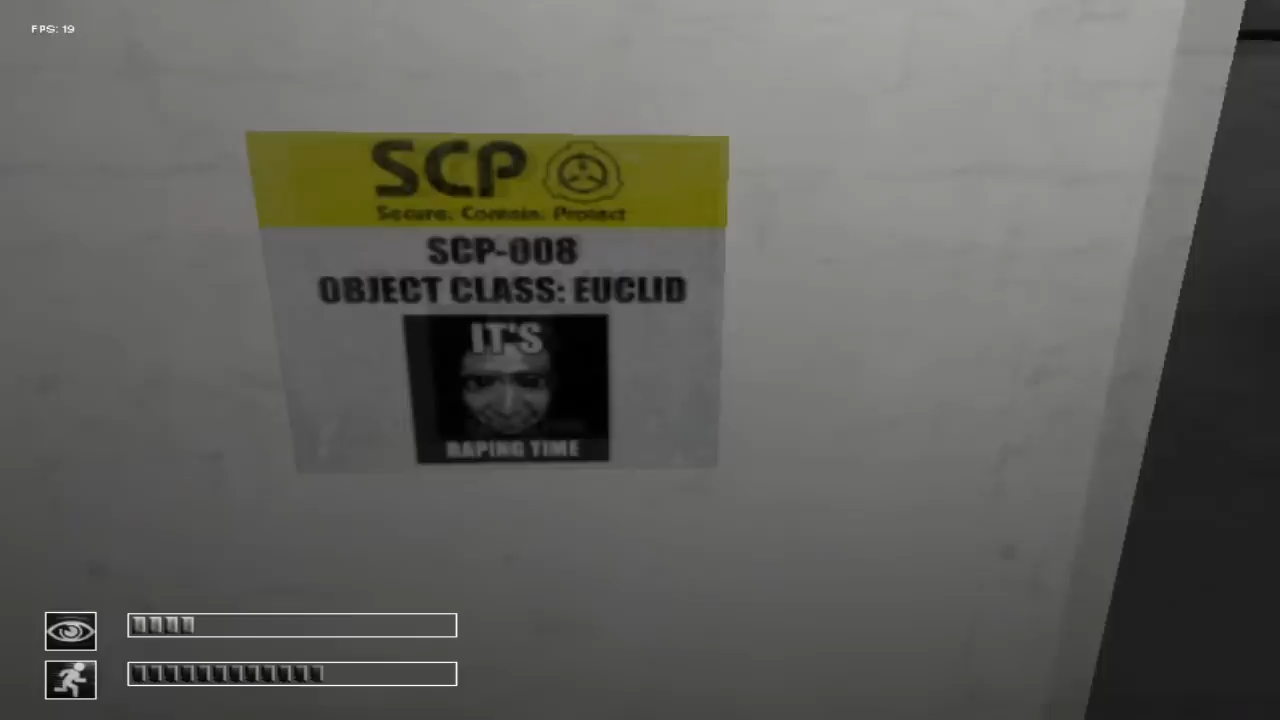 FPS: 19
SCP
Secure. Contain. Protect
SCP-008
OBJECT CLASS: EUCLID
IT'S
RAPING TIME